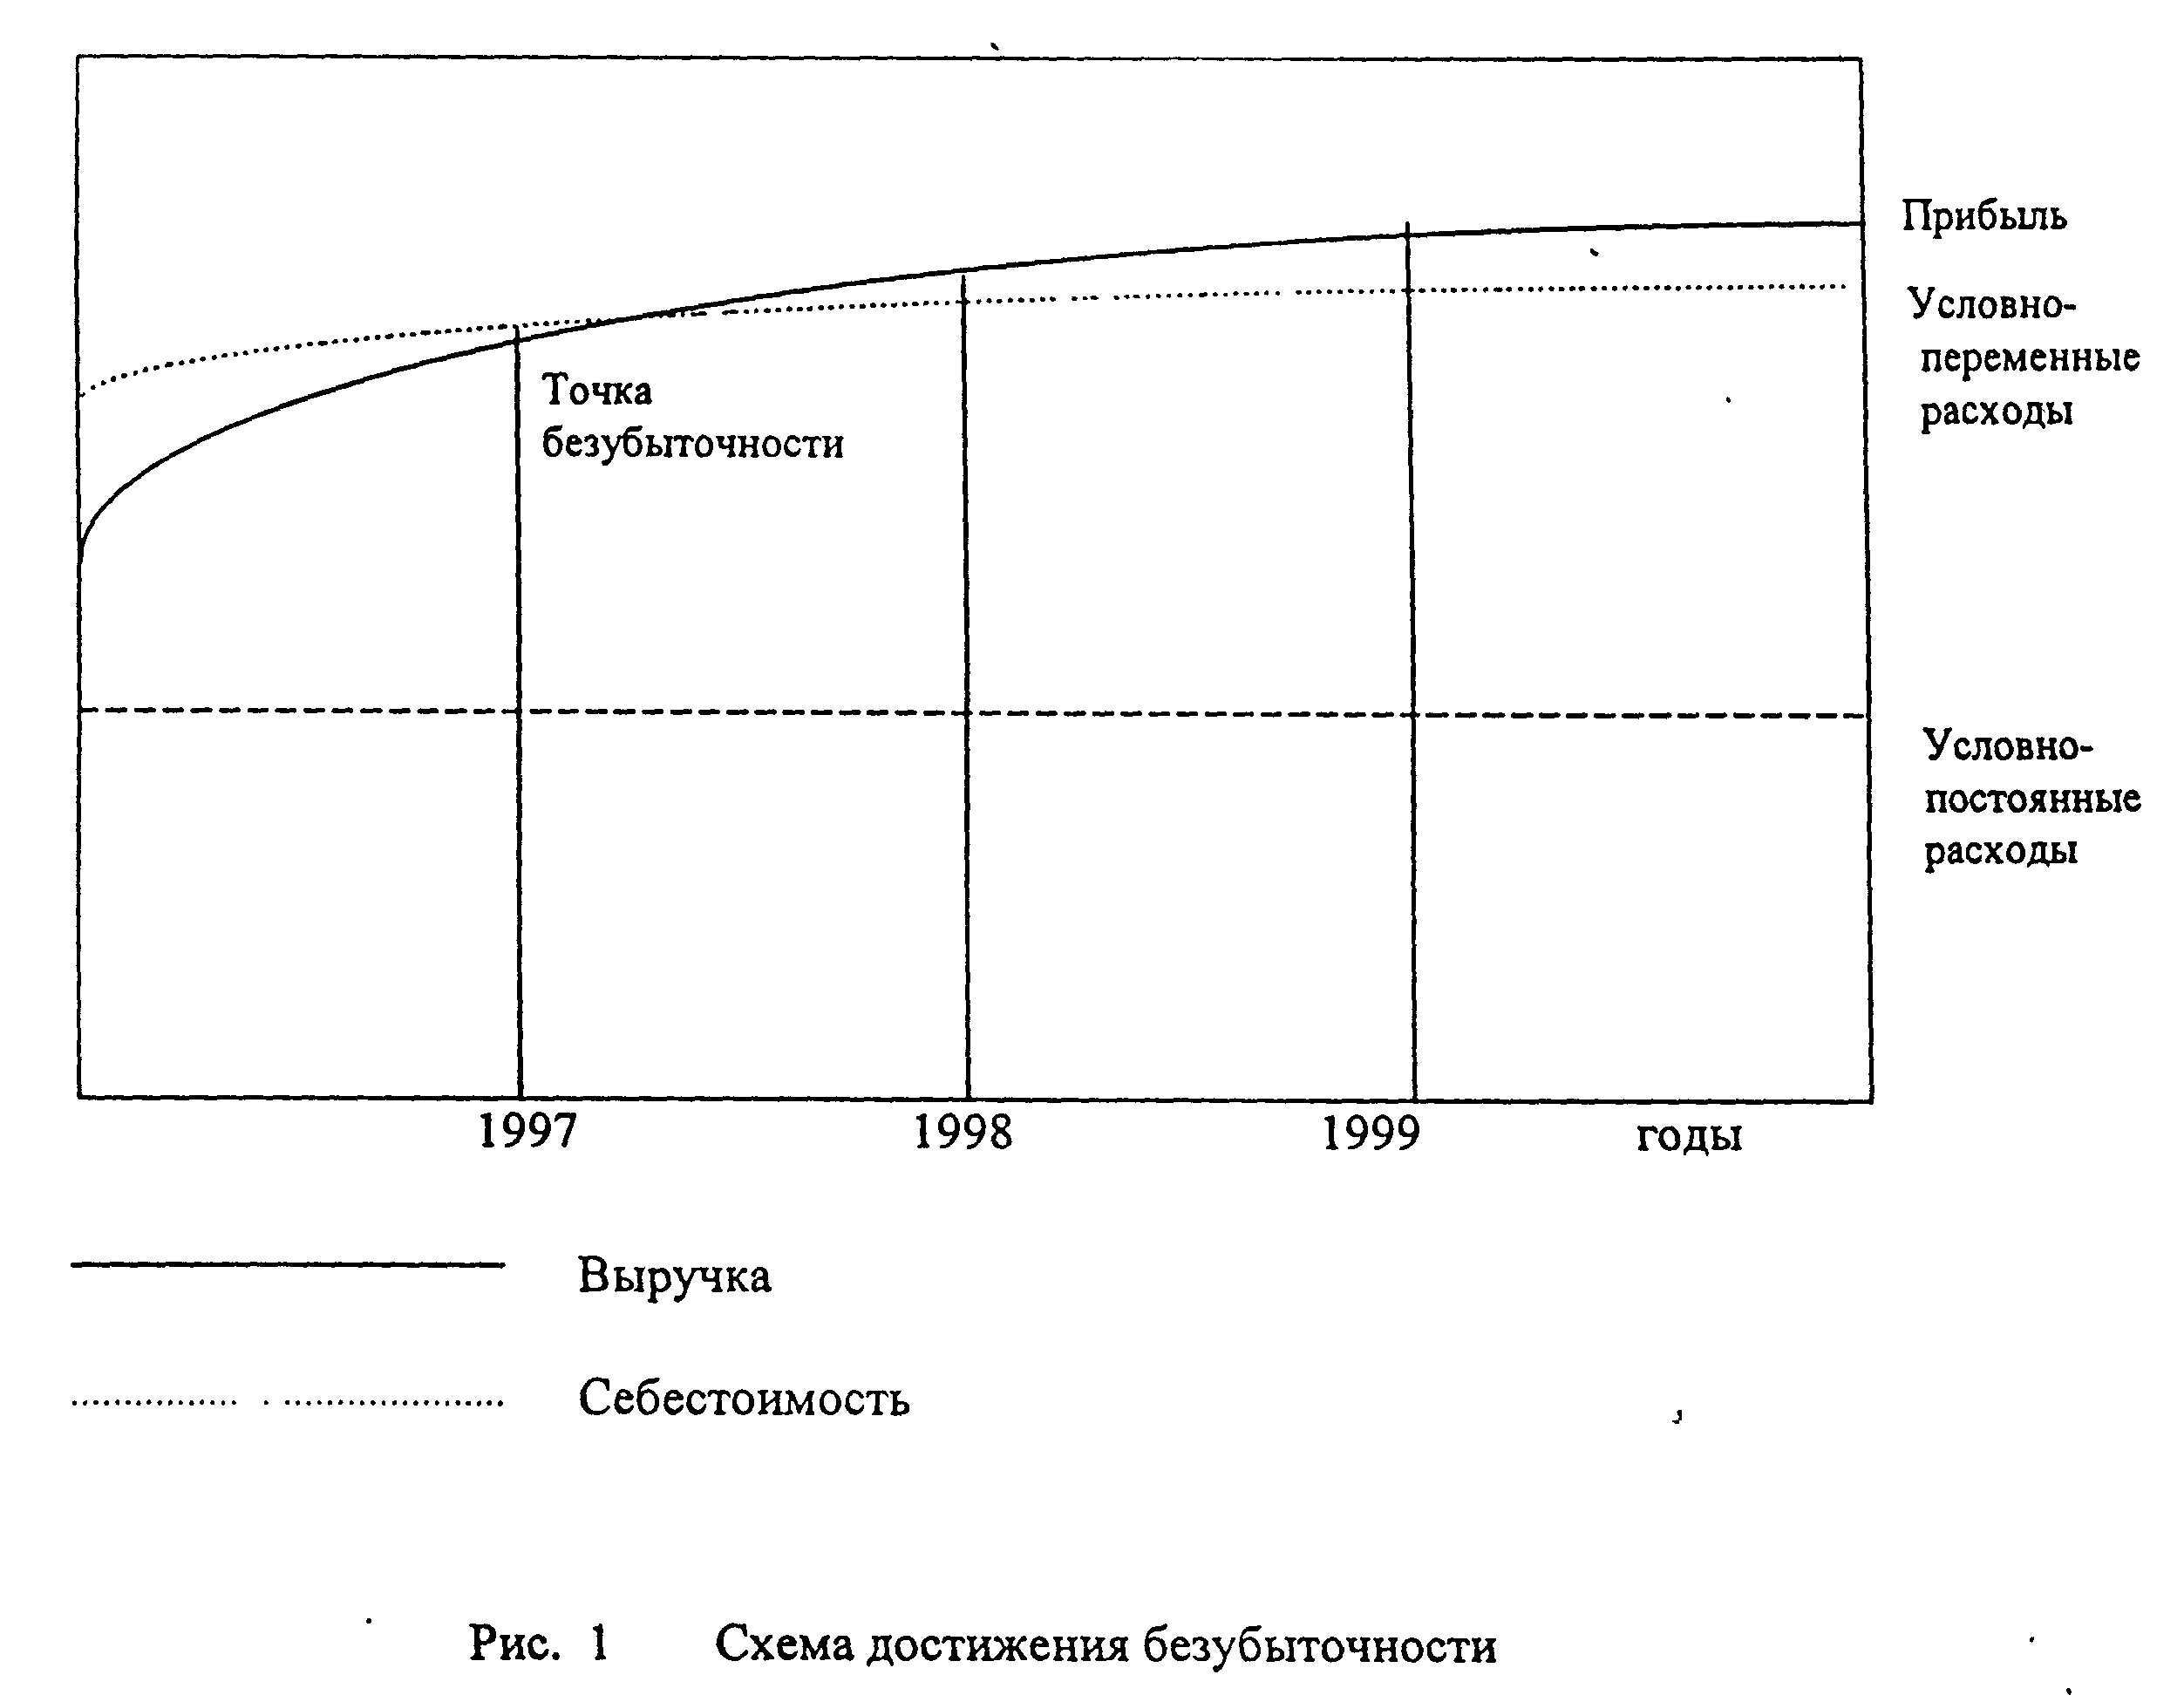 Прибыль
Условно-
переменные
расходы
Точка
безубыточности
Условно-
постоянные
расходы
1997 1998 1999 годы
Выручка
Себестоимость
Рис. 1 Схема достижения безубыточности